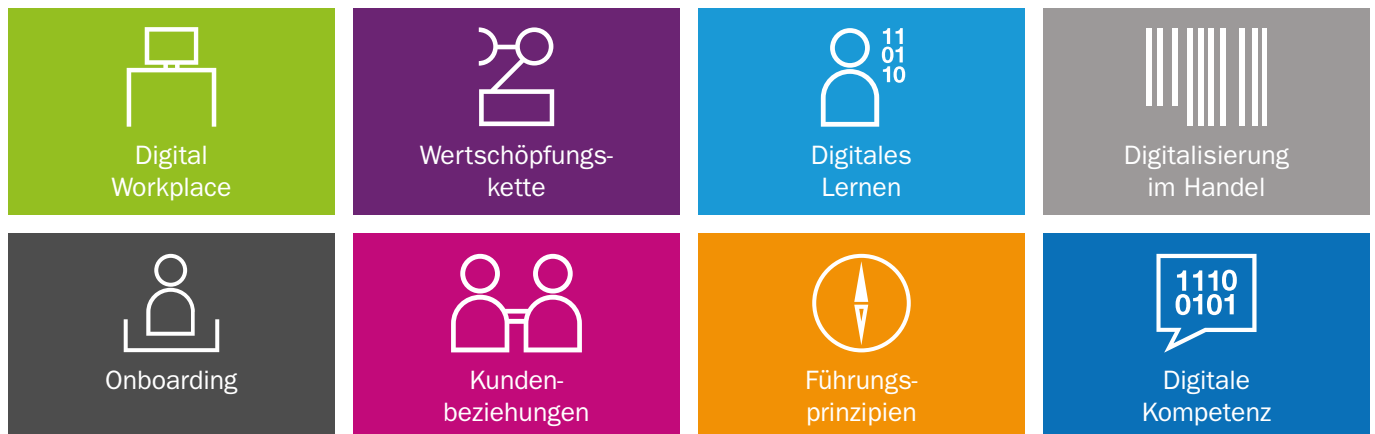 Digital
Workplace
Wertschöpfungs-
kette
11
01
10
Digitales
Lernen
Digitalisierung
im Handel
Onboarding
Kunden-
beziehungen
Führungs-
prinzipien
1110
0101
Digitale
Kompetenz